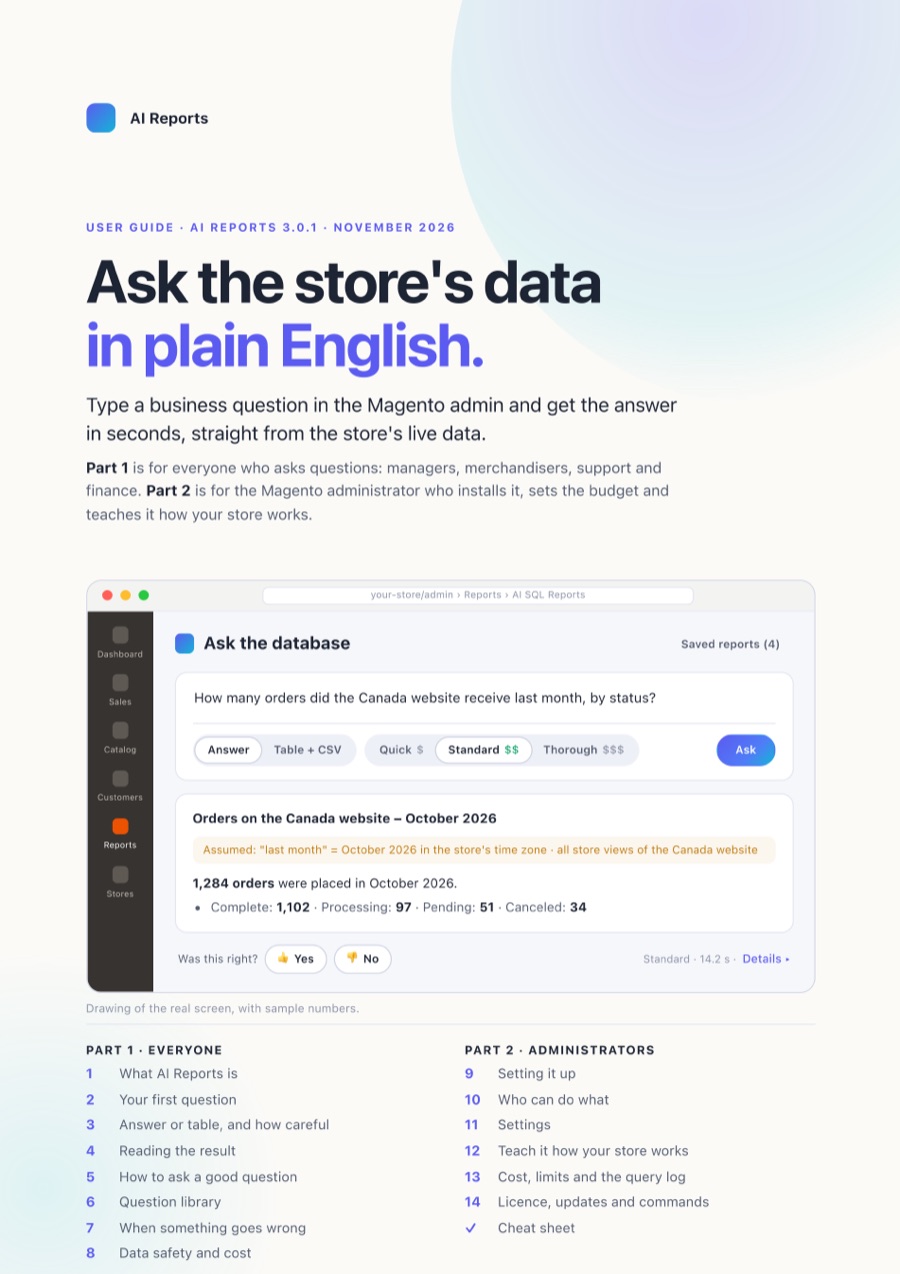 AI Reports
USER GUIDE · AI REPORTS 3.0.1 · NOVEMBER 2026
Ask the store's data
in plain English.
Type a business question in the Magento admin and get the answer
in seconds, straight from the store's live data.
Part 1 is for everyone who asks questions: managers, merchandisers, support and
finance. Part 2 is for the Magento administrator who installs it, sets the budget and
teaches it how your store works.
your-store/admin › Reports › AI SQL Reports
Dashboard
Sales
Catalog
Customers
Reports
Stores
Ask the database
Saved reports (4)
How many orders did the Canada website receive last month, by status?
Answer Table + CSV Quick $ Standard $$ Thorough $$$ Ask
Orders on the Canada website – October 2026
Assumed: "last month" = October 2026 in the store's time zone · all store views of the Canada website
1,284 orders were placed in October 2026.
• Complete: 1,102 · Processing: 97 · Pending: 51 · Canceled: 34
Was this right? 👍 Yes 👎 No
Standard · 14.2 s · Details ▸
Drawing of the real screen, with sample numbers.
PART 1 · EVERYONE
1 What AI Reports is
2 Your first question
3 Answer or table, and how careful
4 Reading the result
5 How to ask a good question
6 Question library
7 When something goes wrong
8 Data safety and cost
PART 2 · ADMINISTRATORS
9 Setting it up
10 Who can do what
11 Settings
12 Teach it how your store works
13 Cost, limits and the query log
14 Licence, updates and commands
✓ Cheat sheet